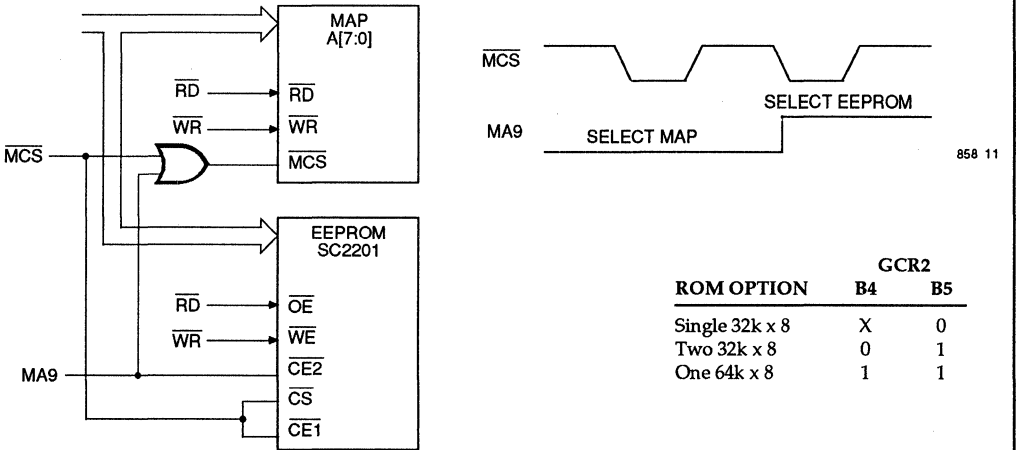 MAP
A[7:0]
RD
RD
WR
WR
MCS
MCS
EEPROM
SC2201
RD
OE
WR
WE
MA9
CE2
CS
CE1
MCS
SELECT EEPROM
MA9
SELECT MAP
858 11
GCR2
ROM OPTION B4 B5
Single 32k x 8 X 0
Two 32k x 8 0 1
One 64k x 8 1 1